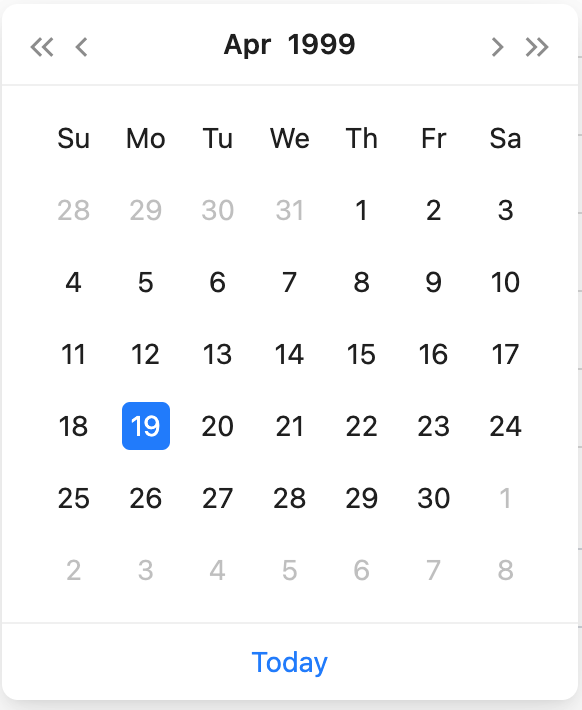 Apr 1999
Su Mo Tu We Th Fr Sa
28 29 30 31 1 2 3
4 5 6 7 8 9 10
11 12 13 14 15 16 17
18 19 20 21 22 23 24
25 26 27 28 29 30 1
2 3 4 5 6 7 8
Today